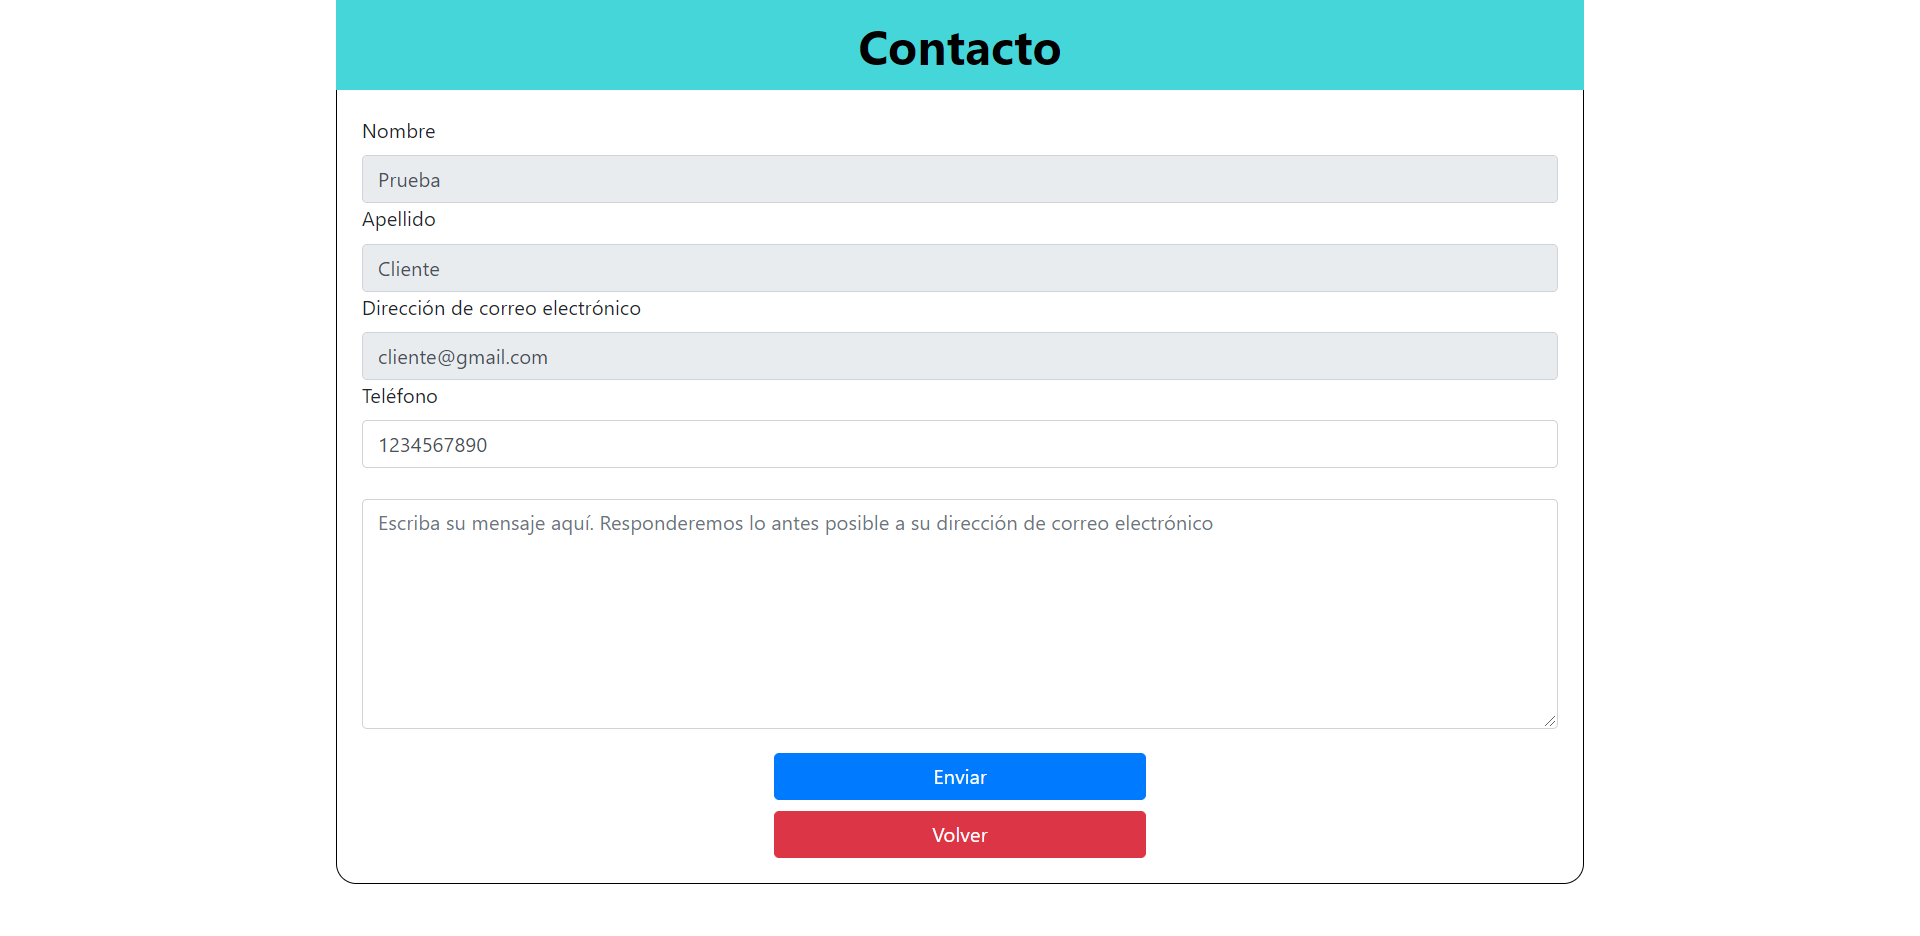 Contacto
Nombre
Prueba
Apellido
Cliente
Dirección de correo electrónico
cliente@gmail.com
Teléfono
1234567890
Escriba su mensaje aquí. Responderemos lo antes posible a su dirección de correo electrónico
Enviar
Volver